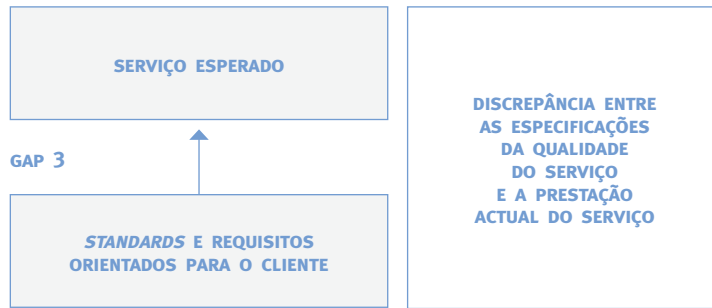 SERVIÇO ESPERADO
GAP 3
STANDARDS E REQUISITOS
ORIENTADOS PARA O CLIENTE
DISCREPÂNCIA ENTRE
AS ESPECIFICAÇÕES
DA QUALIDADE
DO SERVIÇO
E A PRESTAÇÃO
ACTUAL DO SERVIÇO